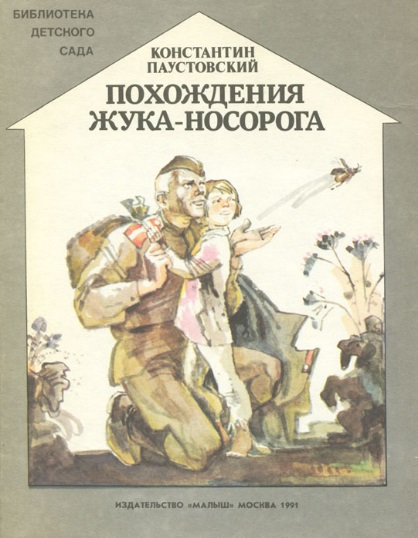 БИБЛИОТЕКА
ДЕТСКОГО
САДА
КОНСТАНТИН
ПАУСТОВСКИЙ
ПОХОЖДЕНИЯ
ЖУКА-НОСОРОГА
ИЗДАТЕЛЬСТВО «МАЛЫШ» МОСКВА 1991